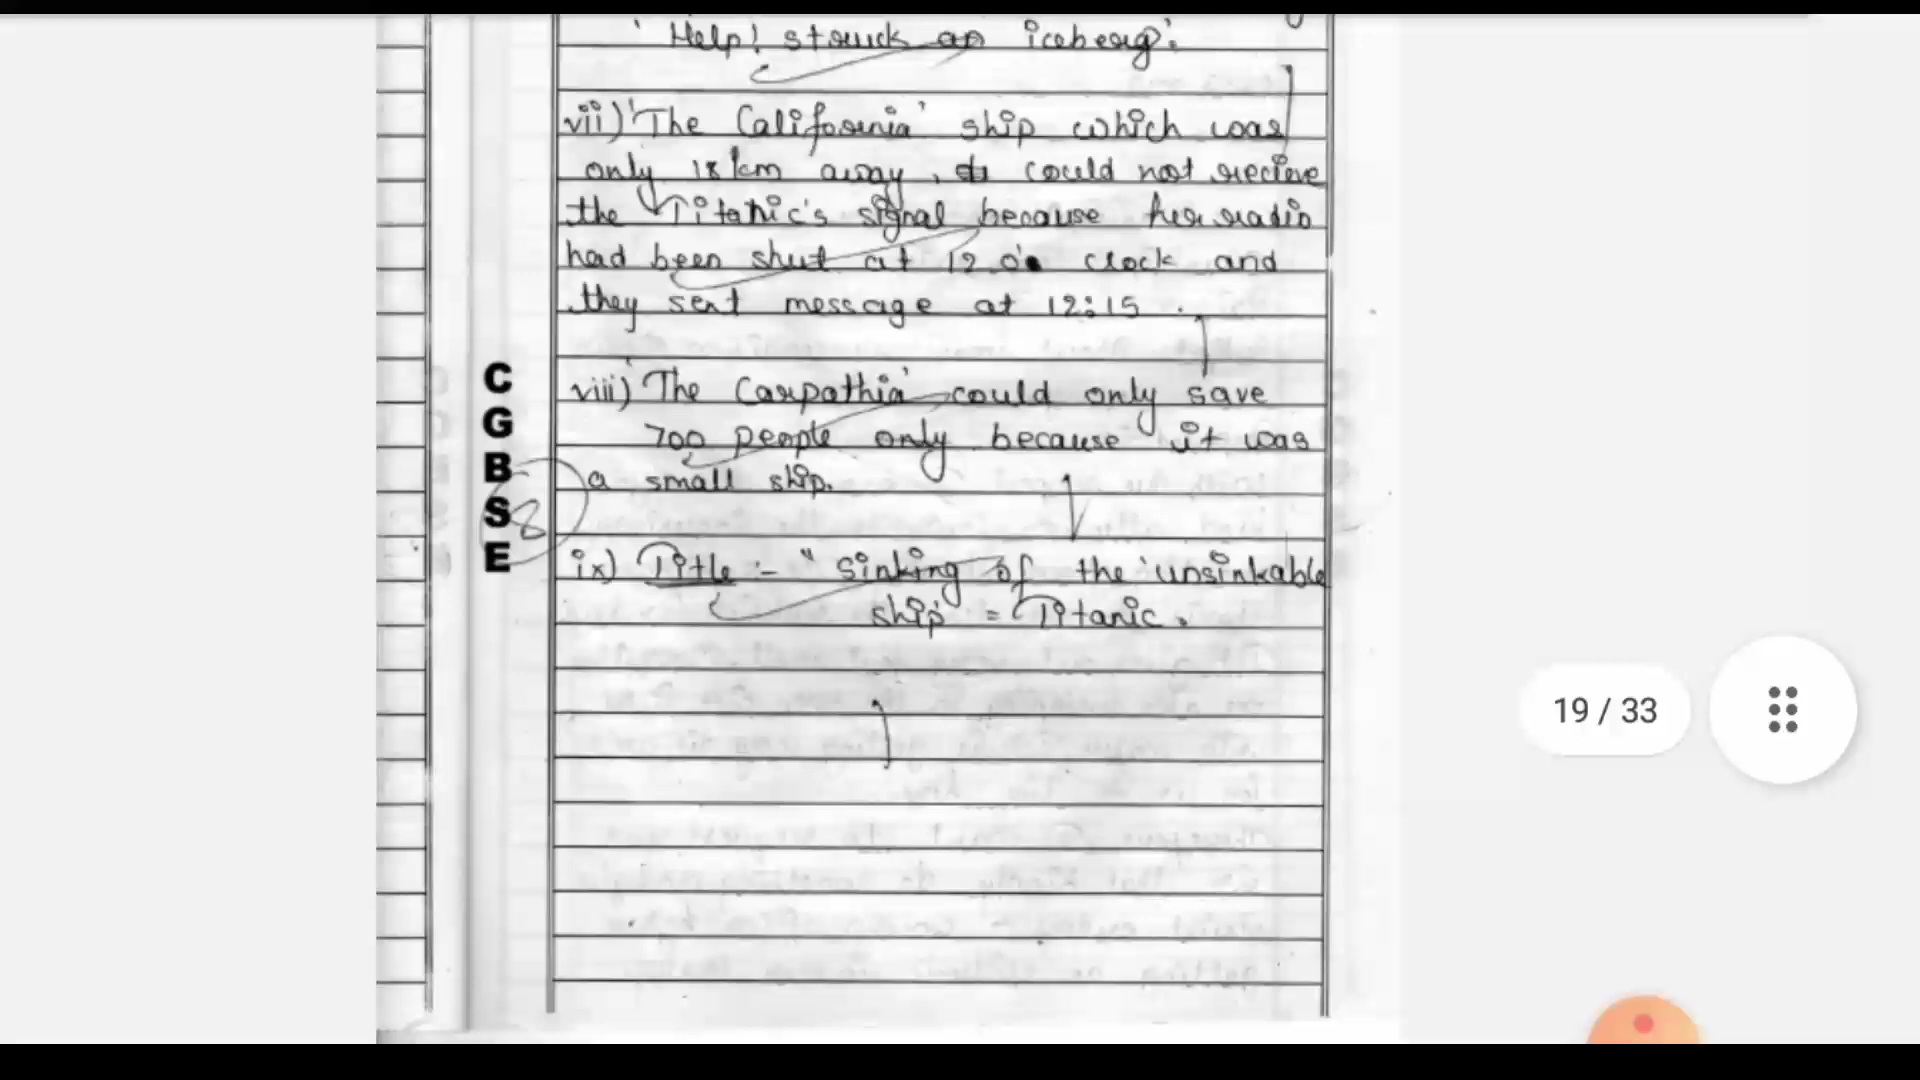 'Help! struck an iceberg'.
vii) 'The California' ship which was
only 18 km away, could not recieve
the Titanic's signal because her radio
had been shut at 12 o' clock and
they sent message at 12:15 .
viii) 'The Carpathia' could only save
700 people only because it was
a small ship.
ix) Title :- " Sinking of the 'unsinkable
ship' = Titanic .
C
G
B
S
E
8
19 / 33